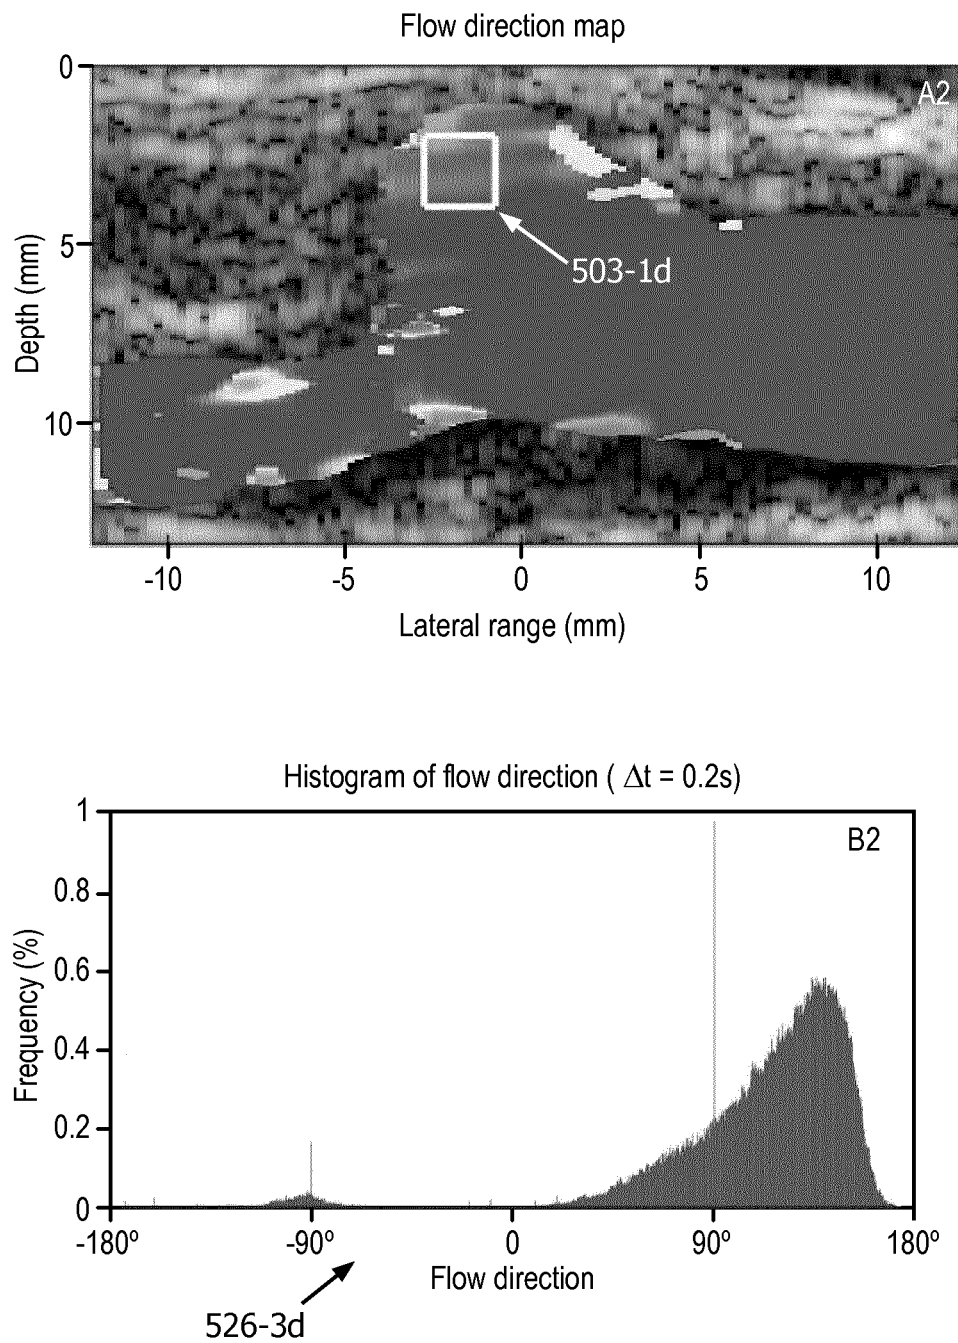 Flow direction map
A2
0
5
10
Depth (mm)
503-1d
-10 -5 0 5 10
Lateral range (mm)
Histogram of flow direction ( Δt = 0.2s)
B2
1
0.8
0.6
0.4
0.2
0
Frequency (%)
-180º -90º 0 90º 180º
Flow direction
526-3d